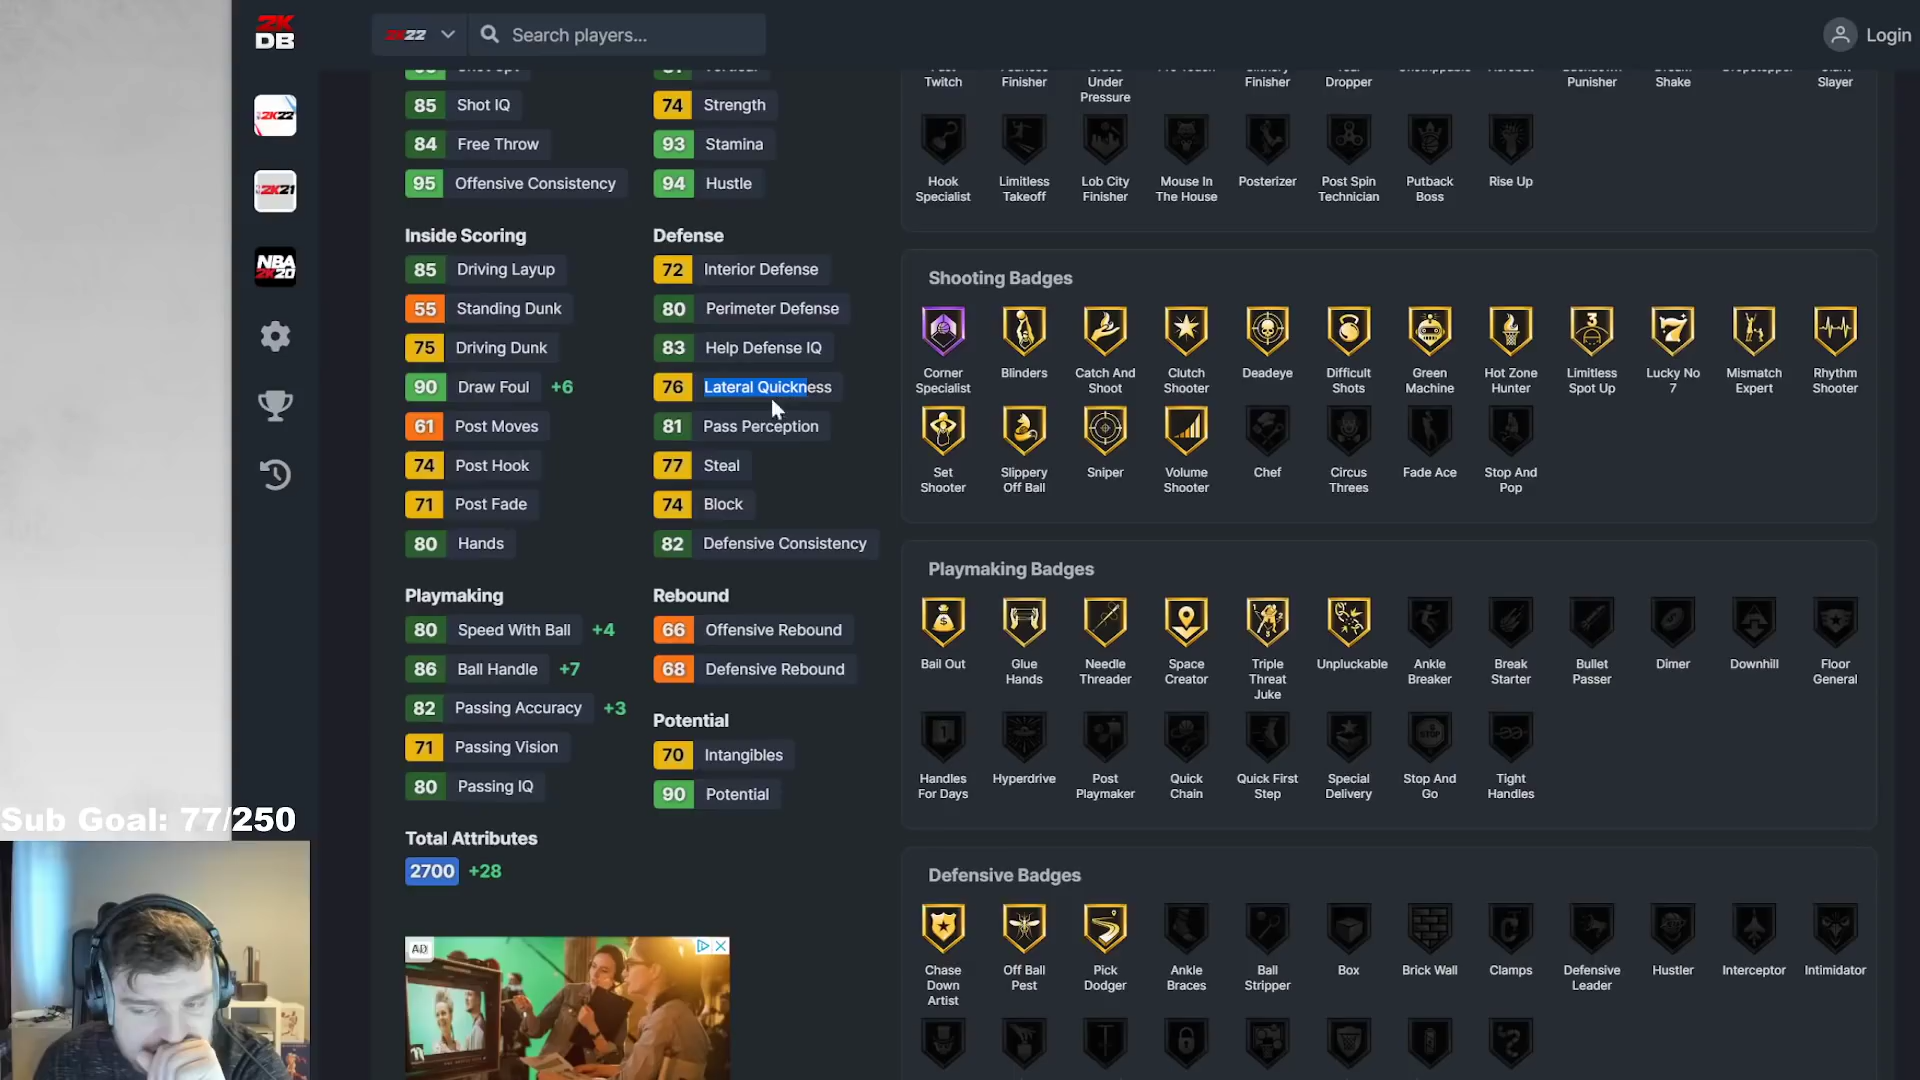 2K
DB
2K22
Search players...
Login
2K22
2K21
NBA
2K20
85 Shot IQ
84 Free Throw
95 Offensive Consistency
74 Strength
93 Stamina
94 Hustle
Twitch
Finisher
Under
Pressure
Finisher
Dropper
Punisher
Shake
Slayer
Hook
Specialist
Limitless
Takeoff
Lob City
Finisher
Mouse In
The House
Posterizer
Post Spin
Technician
Putback
Boss
Rise Up
Inside Scoring
85 Driving Layup
55 Standing Dunk
75 Driving Dunk
90 Draw Foul +6
61 Post Moves
74 Post Hook
71 Post Fade
80 Hands
Defense
72 Interior Defense
80 Perimeter Defense
83 Help Defense IQ
76 Lateral Quickness
81 Pass Perception
77 Steal
74 Block
82 Defensive Consistency
Playmaking
80 Speed With Ball +4
86 Ball Handle +7
82 Passing Accuracy +3
71 Passing Vision
80 Passing IQ
Rebound
66 Offensive Rebound
68 Defensive Rebound
Potential
70 Intangibles
90 Potential
Total Attributes
2700 +28
AD
Shooting Badges
Corner
Specialist
Blinders
Catch And
Shoot
Clutch
Shooter
Deadeye
Difficult
Shots
Green
Machine
Hot Zone
Hunter
3
Limitless
Spot Up
7
Lucky No
7
Mismatch
Expert
Rhythm
Shooter
Set
Shooter
Slippery
Off Ball
Sniper
Volume
Shooter
Chef
Circus
Threes
Fade Ace
Stop And
Pop
Playmaking Badges
Bail Out
Glue
Hands
Needle
Threader
Space
Creator
Triple
Threat
Juke
Unpluckable
Ankle
Breaker
Break
Starter
Bullet
Passer
Dimer
Downhill
Floor
General
Handles
For Days
Hyperdrive
Post
Playmaker
Quick
Chain
Quick First
Step
Special
Delivery
STOP
Stop And
Go
Tight
Handles
Defensive Badges
Chase
Down
Artist
Off Ball
Pest
Pick
Dodger
Ankle
Braces
Ball
Stripper
Box
Brick Wall
Clamps
Defensive
Leader
Hustler
Interceptor
Intimidator
Sub Goal: 77/250